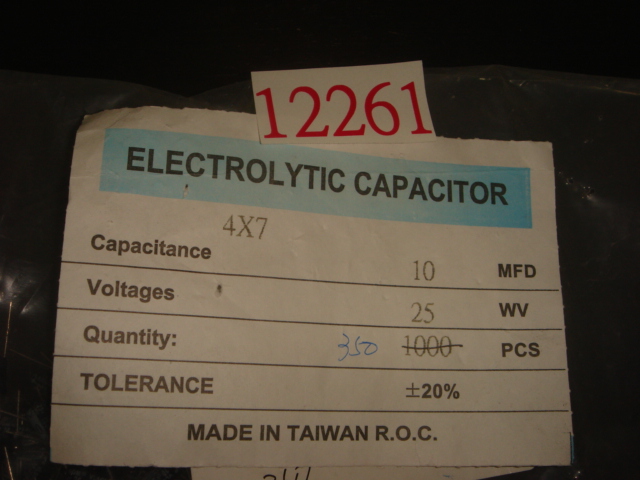 12261
ELECTROLYTIC CAPACITOR
4X7
Capacitance 10 MFD
Voltages 25 WV
Quantity: 350 1000 PCS
TOLERANCE ±20%
MADE IN TAIWAN R.O.C.